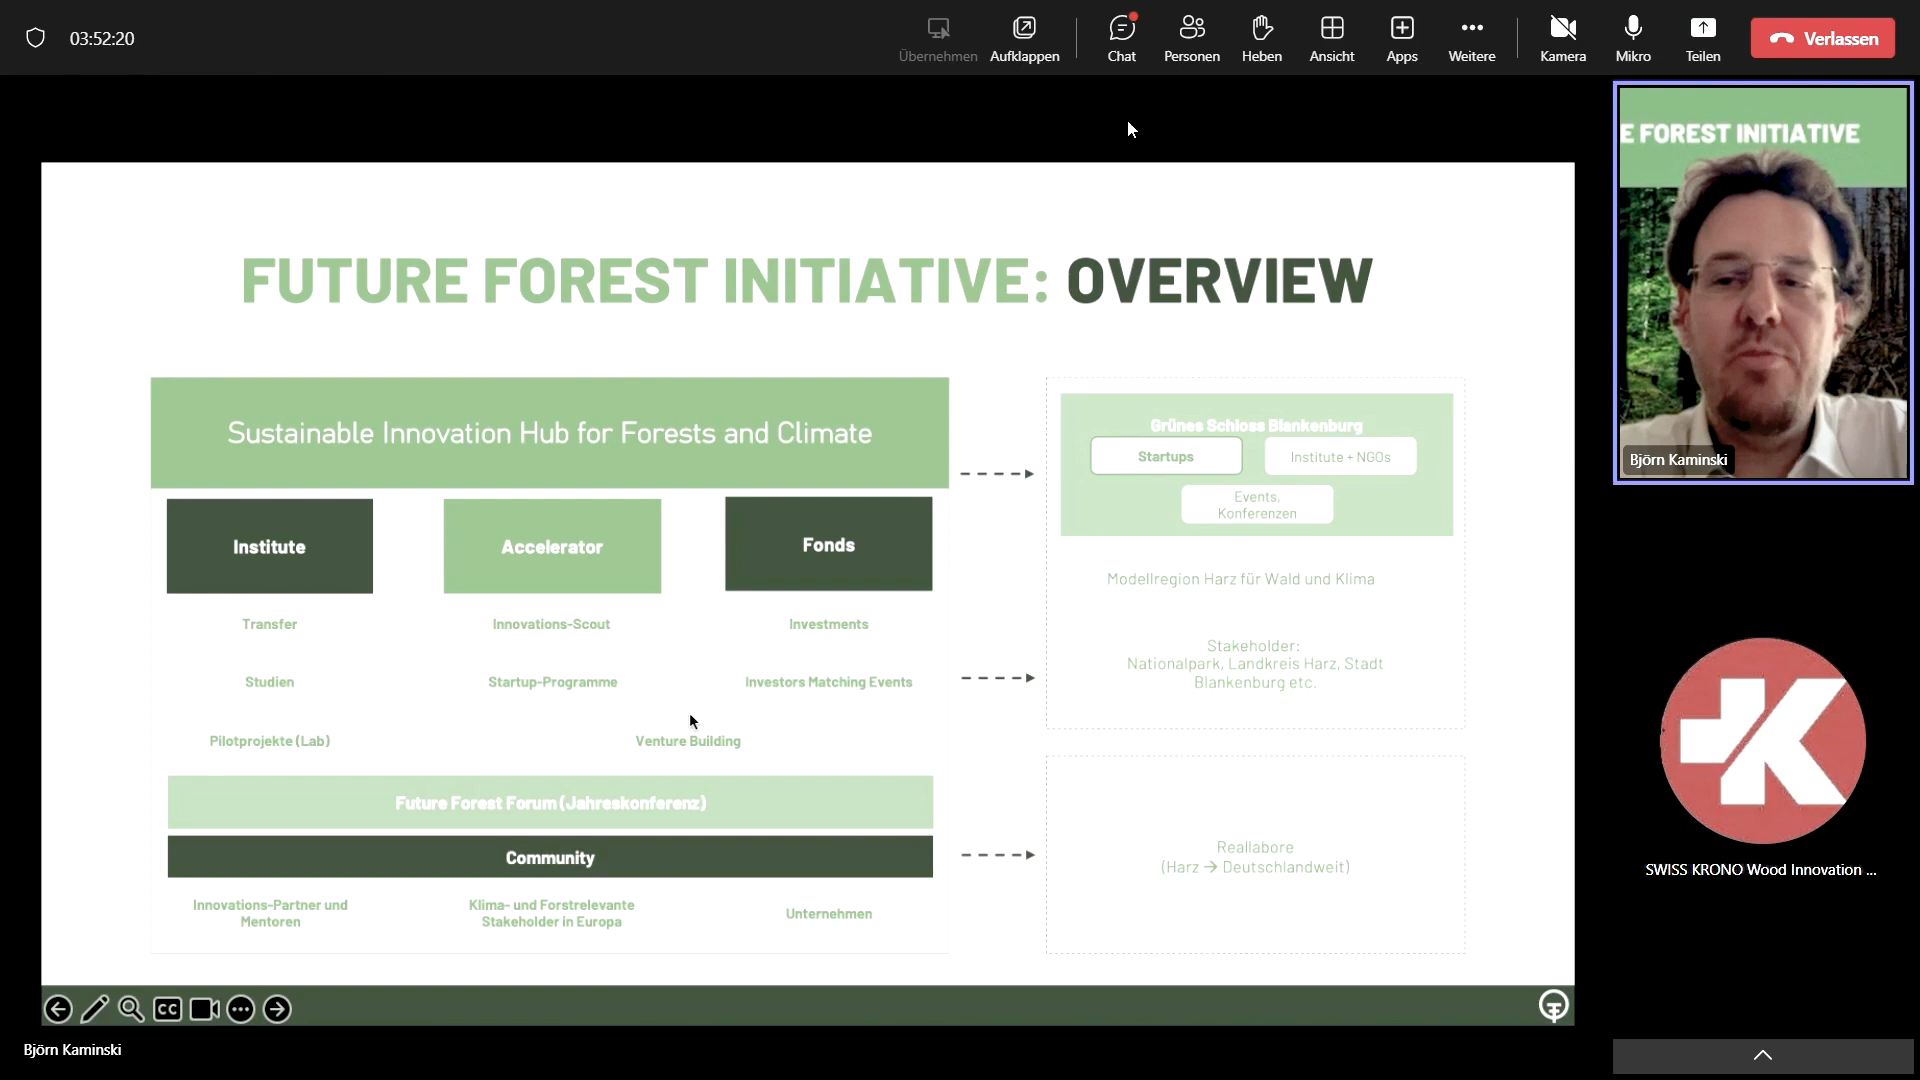 03:52:20
Übernehmen
Aufklappen
Chat
Personen
Heben
Ansicht
Apps
Weitere
Kamera
Mikro
Teilen
Verlassen
FUTURE FOREST INITIATIVE: OVERVIEW
Sustainable Innovation Hub for Forests and Climate
Institute
Accelerator
Fonds
Transfer
Innovations-Scout
Investments
Studien
Startup-Programme
Investors Matching Events
Pilotprojekte (Lab)
Venture Building
Future Forest Forum (Jahreskonferenz)
Community
Innovations-Partner und
Mentoren
Klima- und Forstrelevante
Stakeholder in Europa
Unternehmen
Grünes Schloss Blankenburg
Startups
Institute + NGOs
Events,
Konferenzen
Modellregion Harz für Wald und Klima
Stakeholder:
Nationalpark, Landkreis Harz, Stadt
Blankenburg etc.
Reallabore
(Harz → Deutschlandweit)
CC
Björn Kaminski
E FOREST INITIATIVE
Björn Kaminski
K
SWISS KRONO Wood Innovation ...